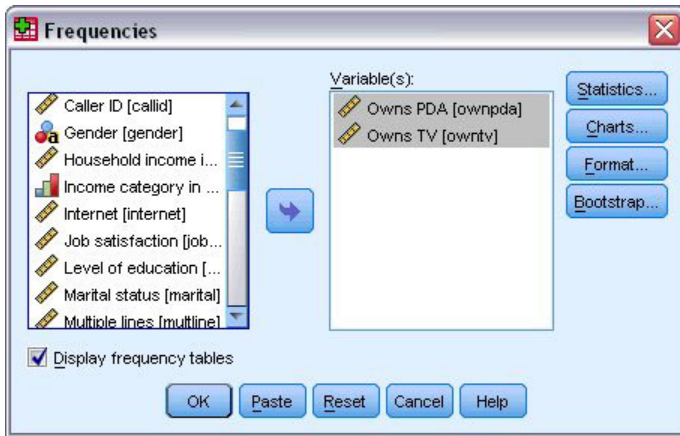 Frequencies
Variable(s):
Caller ID [callid]
Gender [gender]
Household income i...
Income category in ...
Internet [internet]
Job satisfaction [job...
Level of education [...
Marital status [marital]
Multiple lines [multline]
Owns PDA [ownpda]
Owns TV [owntv]
Statistics...
Charts...
Format...
Bootstrap...
Display frequency tables
OK
Paste
Reset
Cancel
Help